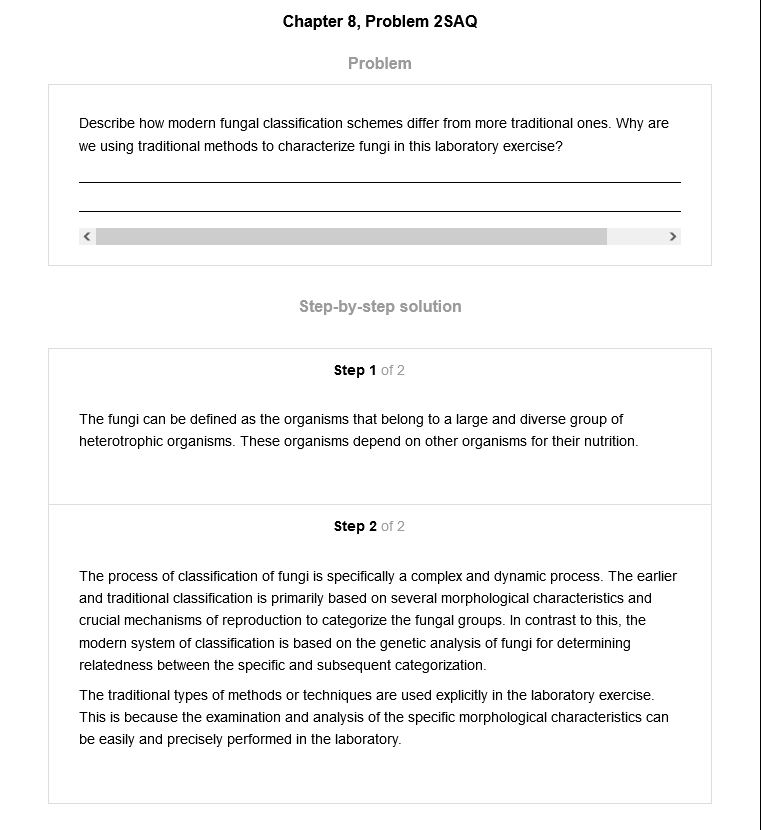 Chapter 8, Problem 2SAQ
Problem
Describe how modern fungal classification schemes differ from more traditional ones. Why are
we using traditional methods to characterize fungi in this laboratory exercise?
Step-by-step solution
Step 1 of 2
The fungi can be defined as the organisms that belong to a large and diverse group of
heterotrophic organisms. These organisms depend on other organisms for their nutrition.
Step 2 of 2
The process of classification of fungi is specifically a complex and dynamic process. The earlier
and traditional classification is primarily based on several morphological characteristics and
crucial mechanisms of reproduction to categorize the fungal groups. In contrast to this, the
modern system of classification is based on the genetic analysis of fungi for determining
relatedness between the specific and subsequent categorization.
The traditional types of methods or techniques are used explicitly in the laboratory exercise.
This is because the examination and analysis of the specific morphological characteristics can
be easily and precisely performed in the laboratory.